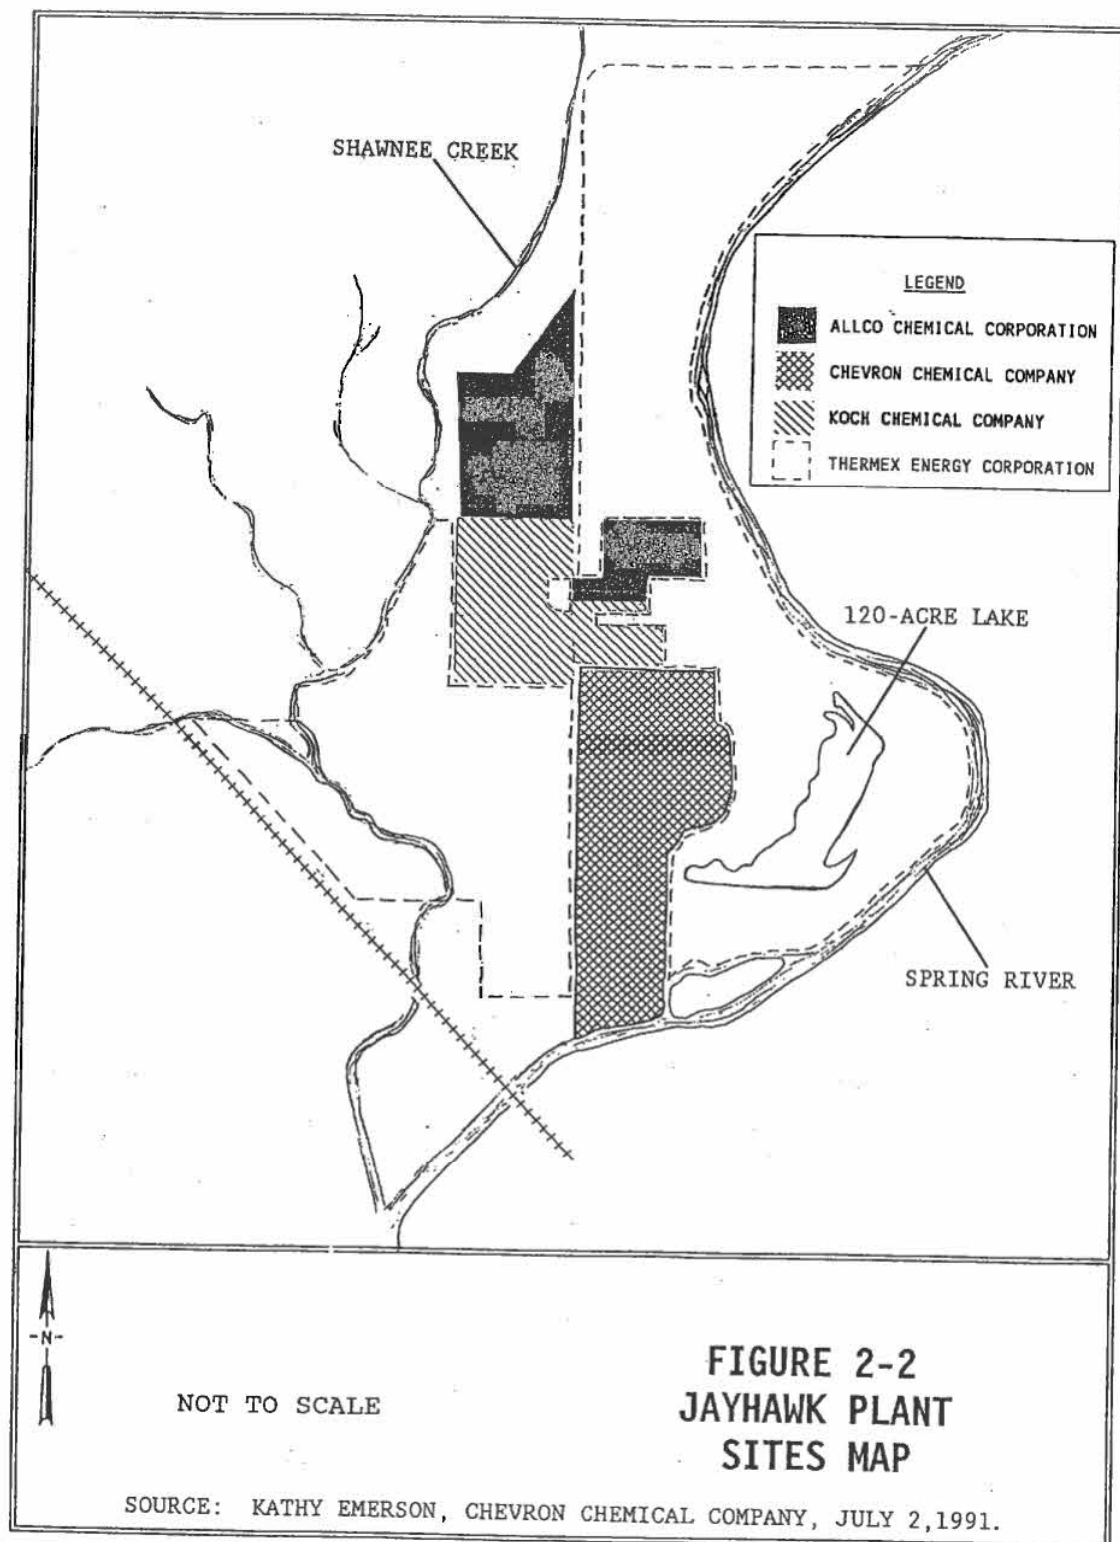 SHAWNEE CREEK
LEGEND
ALLCO CHEMICAL CORPORATION
CHEVRON CHEMICAL COMPANY
KOCH CHEMICAL COMPANY
THERMEX ENERGY CORPORATION
120-ACRE LAKE
SPRING RIVER
-N-
NOT TO SCALE
FIGURE 2-2
JAYHAWK PLANT
SITES MAP
SOURCE: KATHY EMERSON, CHEVRON CHEMICAL COMPANY, JULY 2,1991.